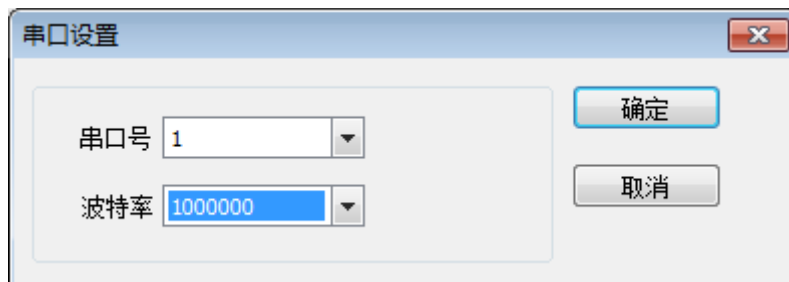 串口设置
确定
串口号 1
取消
波特率 1000000